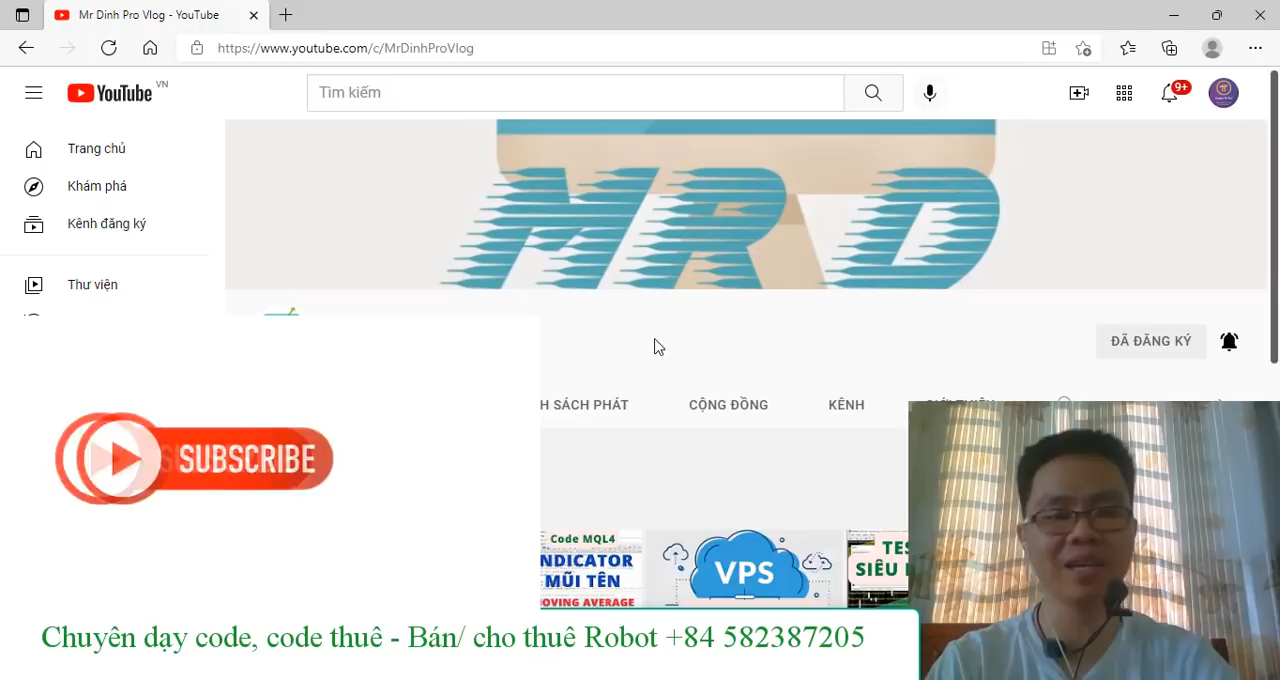 Mr Dinh Pro Vlog - YouTube
https://www.youtube.com/c/MrDinhProVlog
YouTube VN
Tìm kiếm
9+
Trang chủ
Khám phá
Kênh đăng ký
Thư viện
MR D
ĐÃ ĐĂNG KÝ
H SÁCH PHÁT
CỘNG ĐỒNG
KÊNH
SUBSCRIBE
Code MQL4
NDICATOR
MŨI TÊN
MOVING AVERAGE
VPS
TES
SIÊU
Chuyên dạy code, code thuê - Bán/ cho thuê Robot +84 582387205